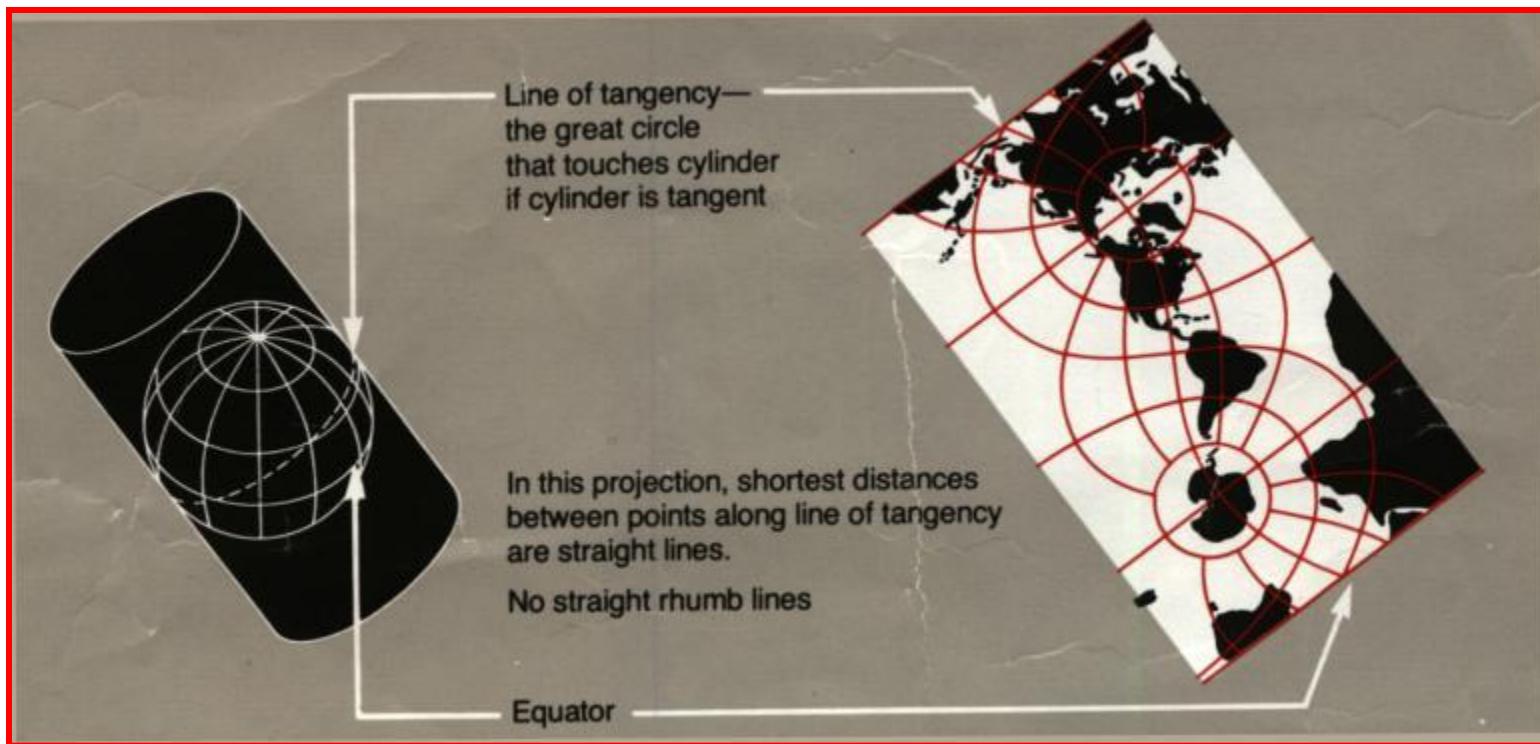 Line of tangency—
the great circle
that touches cylinder
if cylinder is tangent
In this projection, shortest distances
between points along line of tangency
are straight lines.
No straight rhumb lines
Equator